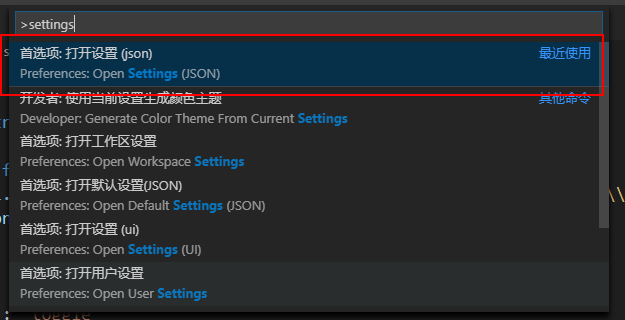 >settings
首选项: 打开设置 (json)
最近使用
Preferences: Open Settings (JSON)
开发者: 使用当前设置生成颜色主题
其他命令
Developer: Generate Color Theme From Current Settings
首选项: 打开工作区设置
Preferences: Open Workspace Settings
首选项: 打开默认设置(JSON)
Preferences: Open Default Settings (JSON)
首选项: 打开设置 (ui)
Preferences: Open Settings (UI)
首选项: 打开用户设置
Preferences: Open User Settings
toggle